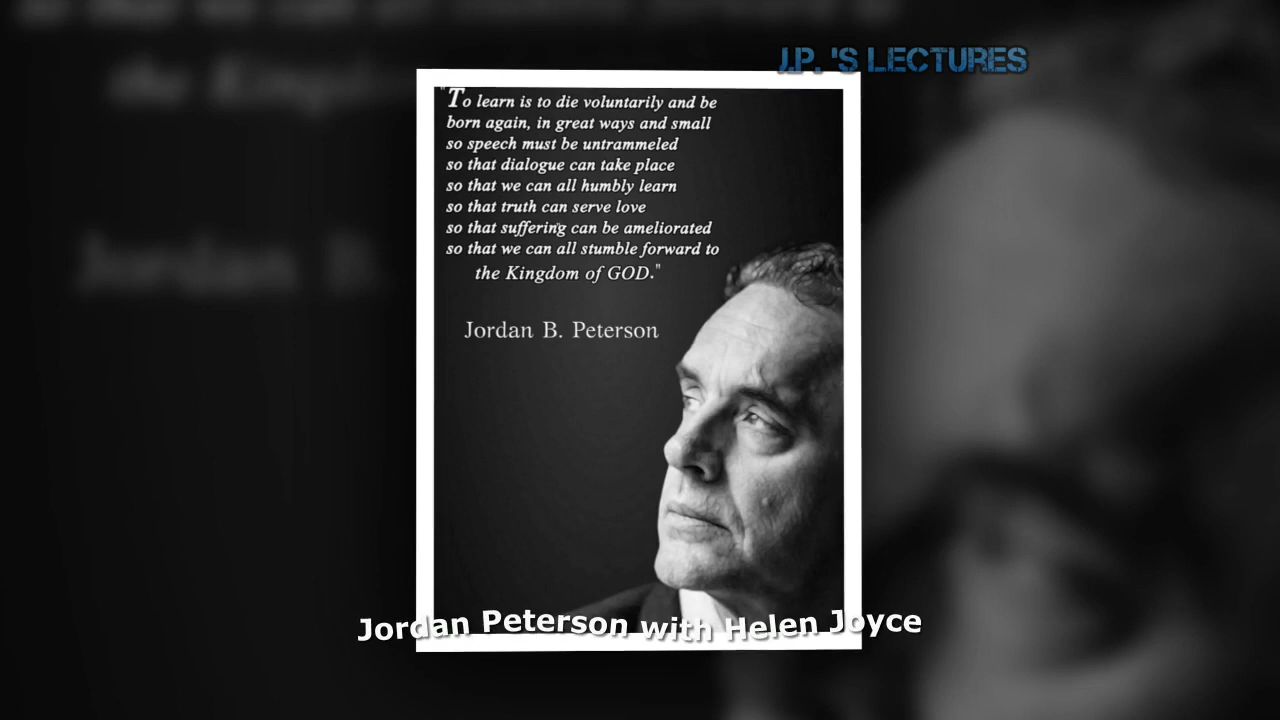 J.P. 'S LECTURES
"To learn is to die voluntarily and be
born again, in great ways and small
so speech must be untrammeled
so that dialogue can take place
so that we can all humbly learn
so that truth can serve love
so that suffering can be ameliorated
so that we can all stumble forward to
the Kingdom of GOD."
Jordan B. Peterson
Jordan Peterson with Helen Joyce